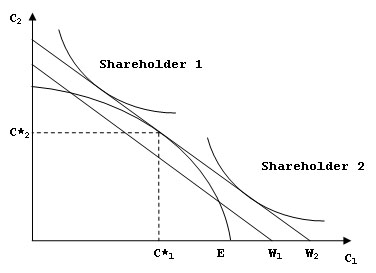 C₂
Shareholder 1
C*₂
Shareholder 2
C*₁ E W₁ W₂ C₁